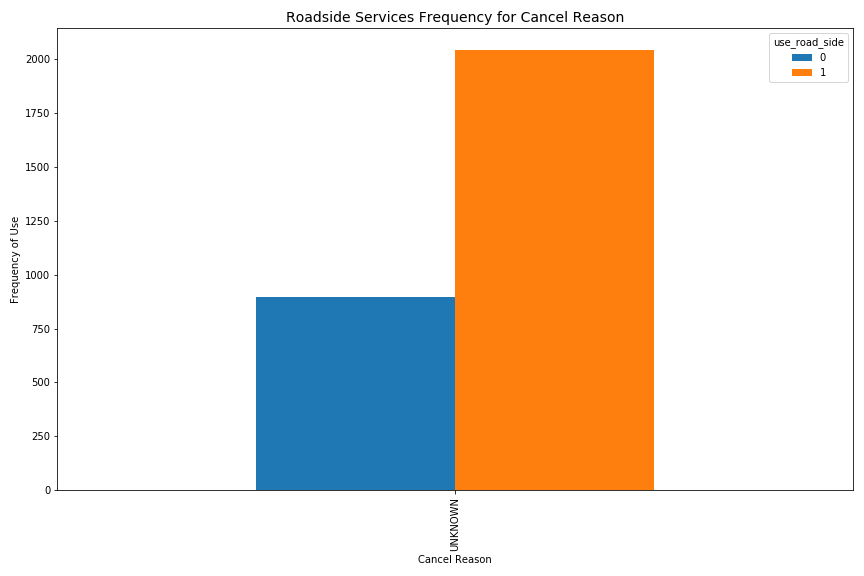 Roadside Services Frequency for Cancel Reason
use_road_side
0
1
2000
1750
1500
1250
1000
750
500
250
0
Frequency of Use
UNKNOWN
Cancel Reason